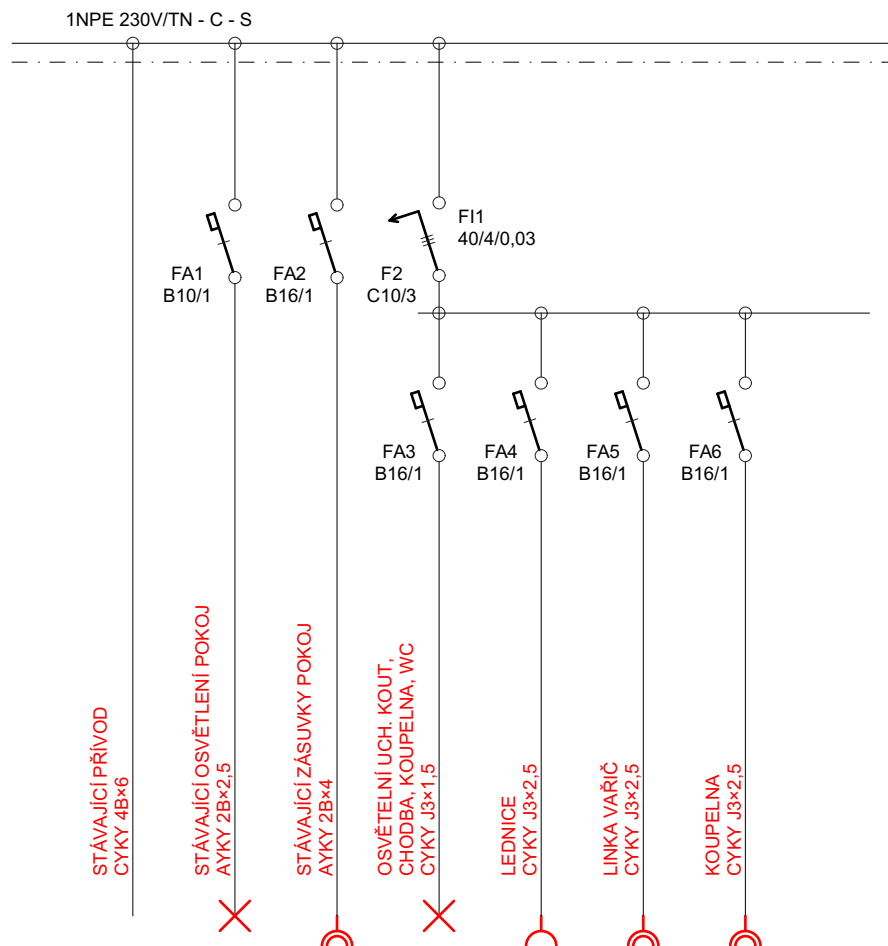 1NPE 230V/TN - C - S
FI1
40/4/0,03
FA1
B10/1
FA2
B16/1
F2
C10/3
FA3
B16/1
FA4
B16/1
FA5
B16/1
FA6
B16/1
STÁVAJÍCÍ PŘÍVOD
CYKY 4B×6
STÁVAJÍCÍ OSVĚTLENÍ POKOJ
AYKY 2B×2,5
STÁVAJÍCÍ ZÁSUVKY POKOJ
AYKY 2B×4
OSVĚTELNÍ UCH. KOUT,
CHODBA, KOUPELNA, WC
CYKY J3×1,5
LEDNICE
CYKY J3×2,5
LINKA VAŘIČ
CYKY J3×2,5
KOUPELNA
CYKY J3×2,5